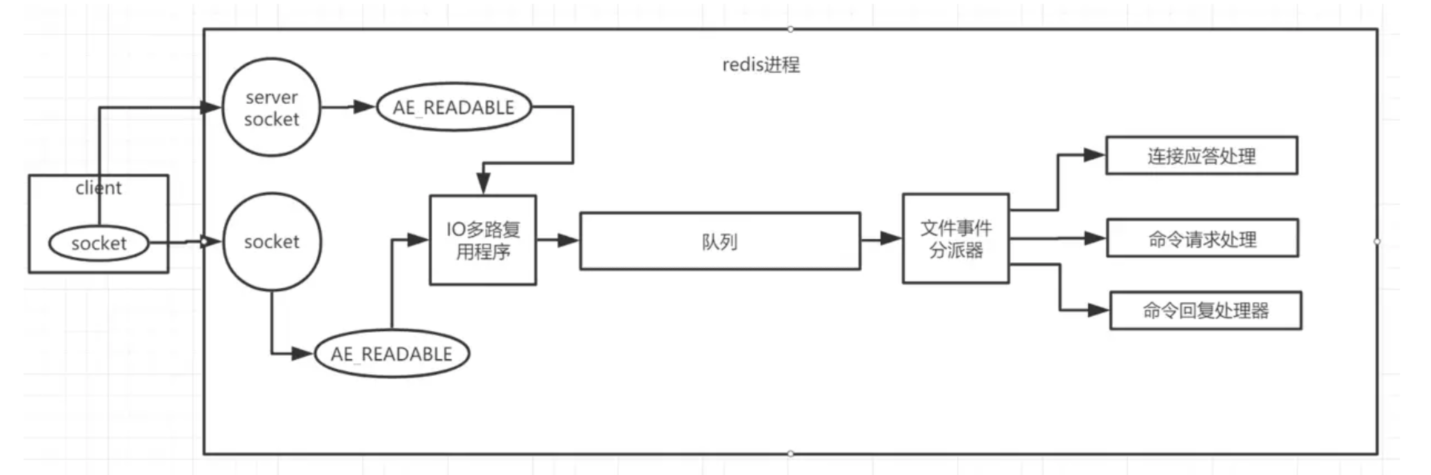 redis进程
server
socket
AE_READABLE
client
socket
socket
AE_READABLE
IO多路复
用程序
队列
文件事件
分派器
连接应答处理
命令请求处理
命令回复处理器